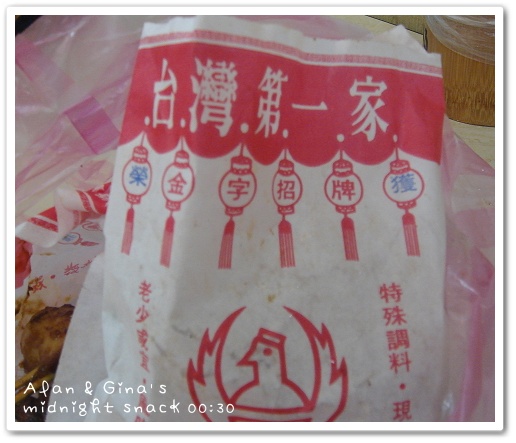 台灣第一家
榮金字招牌獲
老少
特殊調料·現
Afan & Gina's
midnight snack 00:30